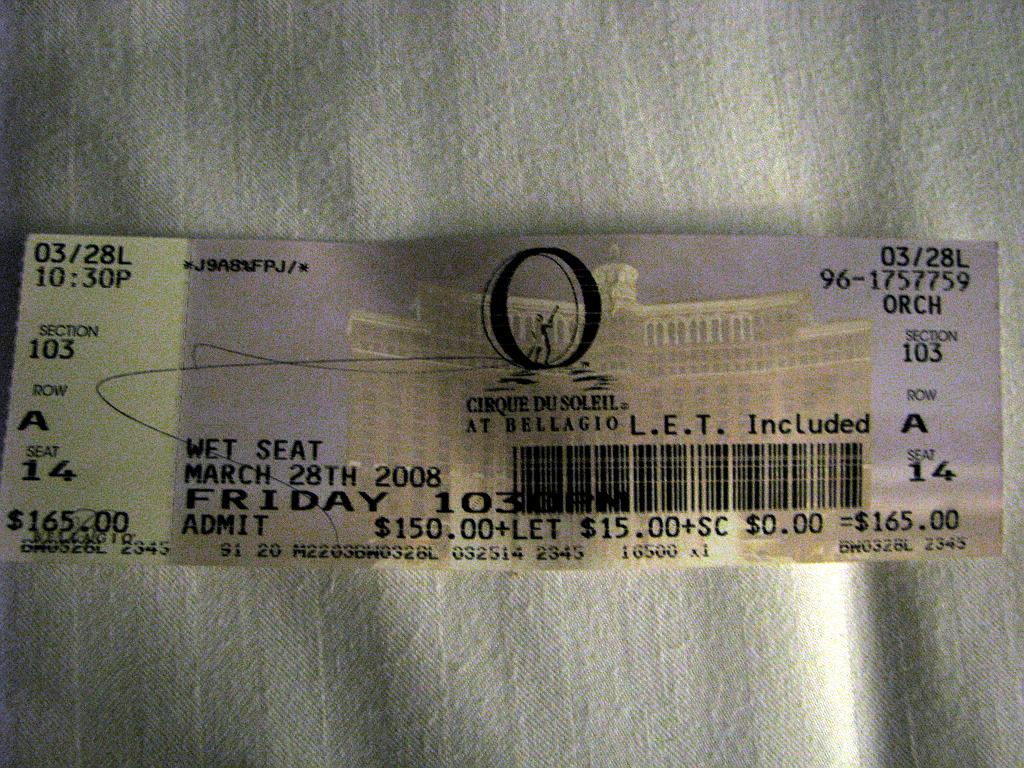 03/28L
10:30P
SECTION
103
ROW
A
SEAT
14
$165.00
BW0328L 2345
*J9A8%FPJ/*
O
CIRQUE DU SOLEIL®
AT BELLAGIO
L.E.T. Included
WET SEAT
MARCH 28TH 2008
FRIDAY 1030PM
ADMIT $150.00+LET $15.00+SC $0.00 =$165.00
91 20 M2203BW0328L 032514 2345 16500 x1
03/28L
96-1757759
ORCH
SECTION
103
ROW
A
SEAT
14
BW0328L 2345